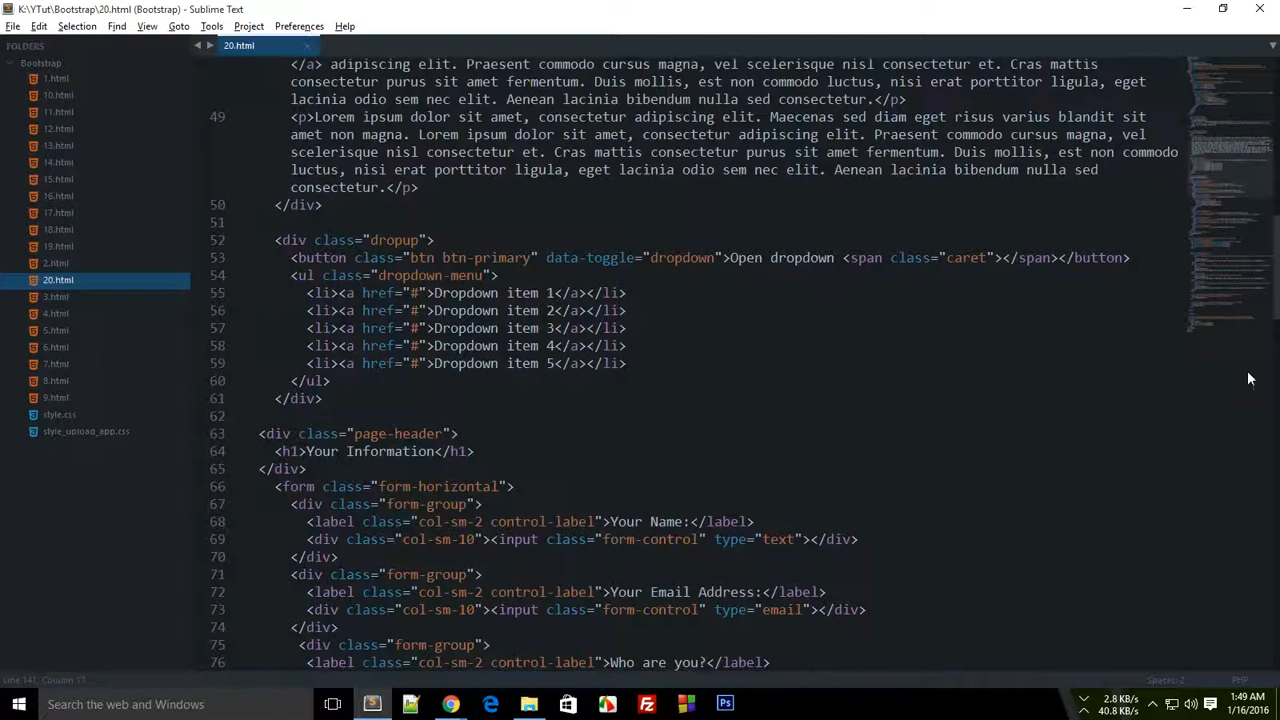 K:\YTut\Bootstrap\20.html (Bootstrap) - Sublime Text
File Edit Selection Find View Goto Tools Project Preferences Help
FOLDERS
Bootstrap
1.html
10.html
11.html
12.html
13.html
14.html
15.html
16.html
17.html
18.html
19.html
2.html
20.html
3.html
4.html
5.html
6.html
7.html
8.html
9.html
style.css
style_upload_app.css
20.html
</a> adipiscing elit. Praesent commodo cursus magna, vel scelerisque nisl consectetur et. Cras mattis
consectetur purus sit amet fermentum. Duis mollis, est non commodo luctus, nisi erat porttitor ligula, eget
lacinia odio sem nec elit. Aenean lacinia bibendum nulla sed consectetur.</p>
49 <p>Lorem ipsum dolor sit amet, consectetur adipiscing elit. Maecenas sed diam eget risus varius blandit sit
amet non magna. Lorem ipsum dolor sit amet, consectetur adipiscing elit. Praesent commodo cursus magna, vel
scelerisque nisl consectetur et. Cras mattis consectetur purus sit amet fermentum. Duis mollis, est non commodo
luctus, nisi erat porttitor ligula, eget lacinia odio sem nec elit. Aenean lacinia bibendum nulla sed
consectetur.</p>
50 </div>
51
52 <div class="dropup">
53 <button class="btn btn-primary" data-toggle="dropdown">Open dropdown <span class="caret"></span></button>
54 <ul class="dropdown-menu">
55 <li><a href="#">Dropdown item 1</a></li>
56 <li><a href="#">Dropdown item 2</a></li>
57 <li><a href="#">Dropdown item 3</a></li>
58 <li><a href="#">Dropdown item 4</a></li>
59 <li><a href="#">Dropdown item 5</a></li>
60 </ul>
61 </div>
62
63 <div class="page-header">
64 <h1>Your Information</h1>
65 </div>
66 <form class="form-horizontal">
67 <div class="form-group">
68 <label class="col-sm-2 control-label">Your Name:</label>
69 <div class="col-sm-10"><input class="form-control" type="text"></div>
70 </div>
71 <div class="form-group">
72 <label class="col-sm-2 control-label">Your Email Address:</label>
73 <div class="col-sm-10"><input class="form-control" type="email"></div>
74 </div>
75 <div class="form-group">
76 <label class="col-sm-2 control-label">Who are you?</label>
Line 141, Column 17
Spaces: 2
PHP
Search the web and Windows
Ps
2.8 KB/s
40.8 KB/s
1:49 AM
1/16/2016